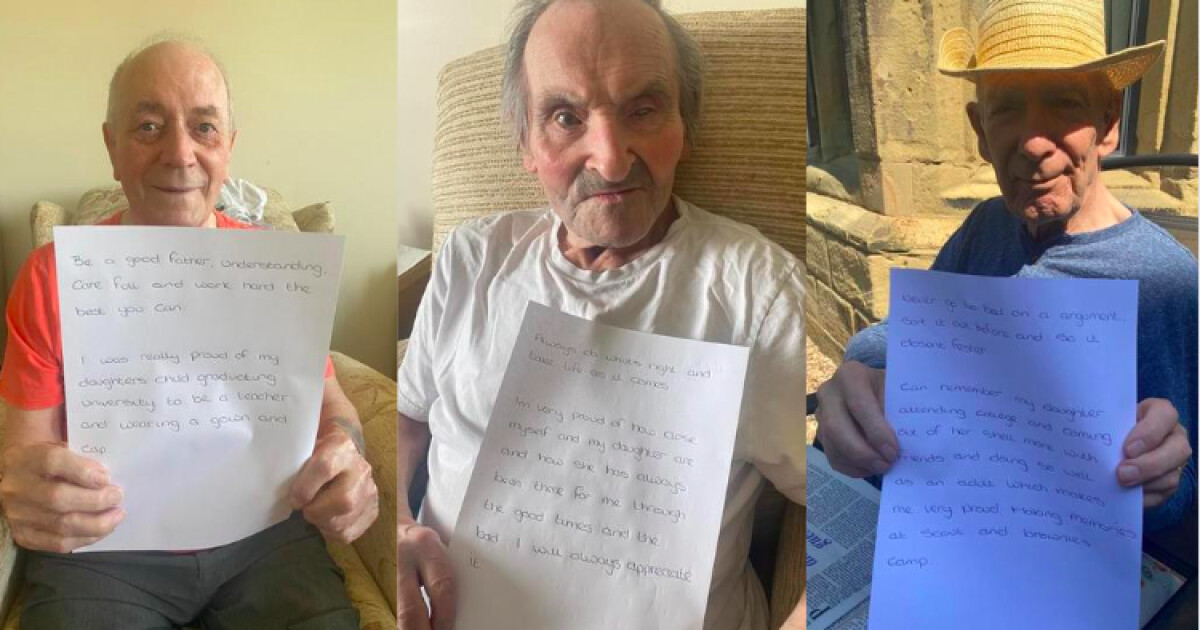 Be a good father, understanding,
Care full and work hard the
best you can.
I was really proud of my
daughters child graduating
university to be a teacher
and wearing a gown and
cap.
Always do whats right and
take life as it comes
Im very proud of how close
myself and my daughter are
and how she has always
been there for me through
the good times and the
bad I will always appreciate
it
Never go to bed on a argument,
Sort it out before and so it
doesnt fester
Can remember my daughter
attending college and coming
out of her shell more with
friends and doing so well
as an adult which makes
me very proud. Making memories
at Scout and brownies
camp